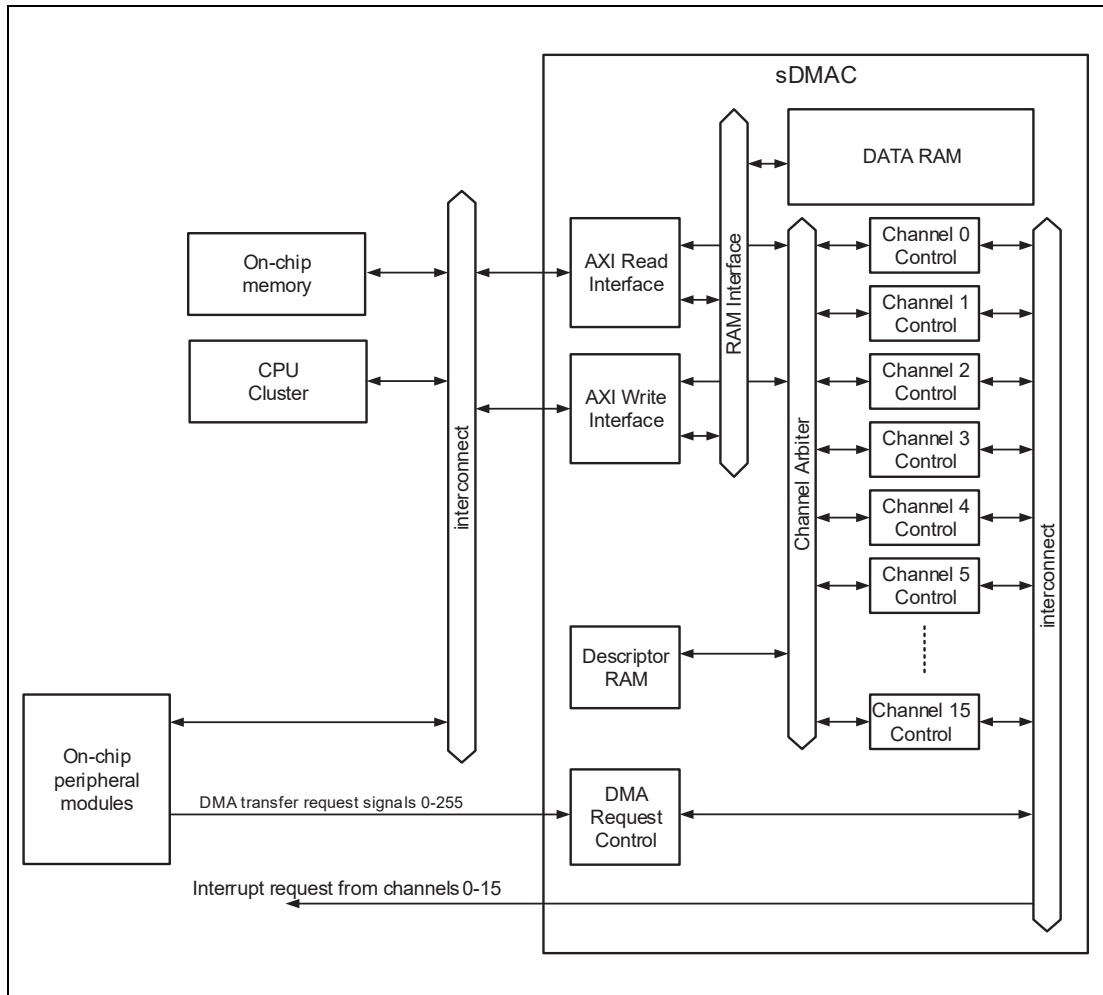 sDMAC
DATA RAM
On-chip
memory
CPU
Cluster
interconnect
AXI Read
Interface
AXI Write
Interface
RAM Interface
Channel Arbiter
Channel 0
Control
Channel 1
Control
Channel 2
Control
Channel 3
Control
Channel 4
Control
Channel 5
Control
Channel 15
Control
interconnect
Descriptor
RAM
On-chip
peripheral
modules
DMA transfer request signals 0-255
DMA
Request
Control
Interrupt request from channels 0-15